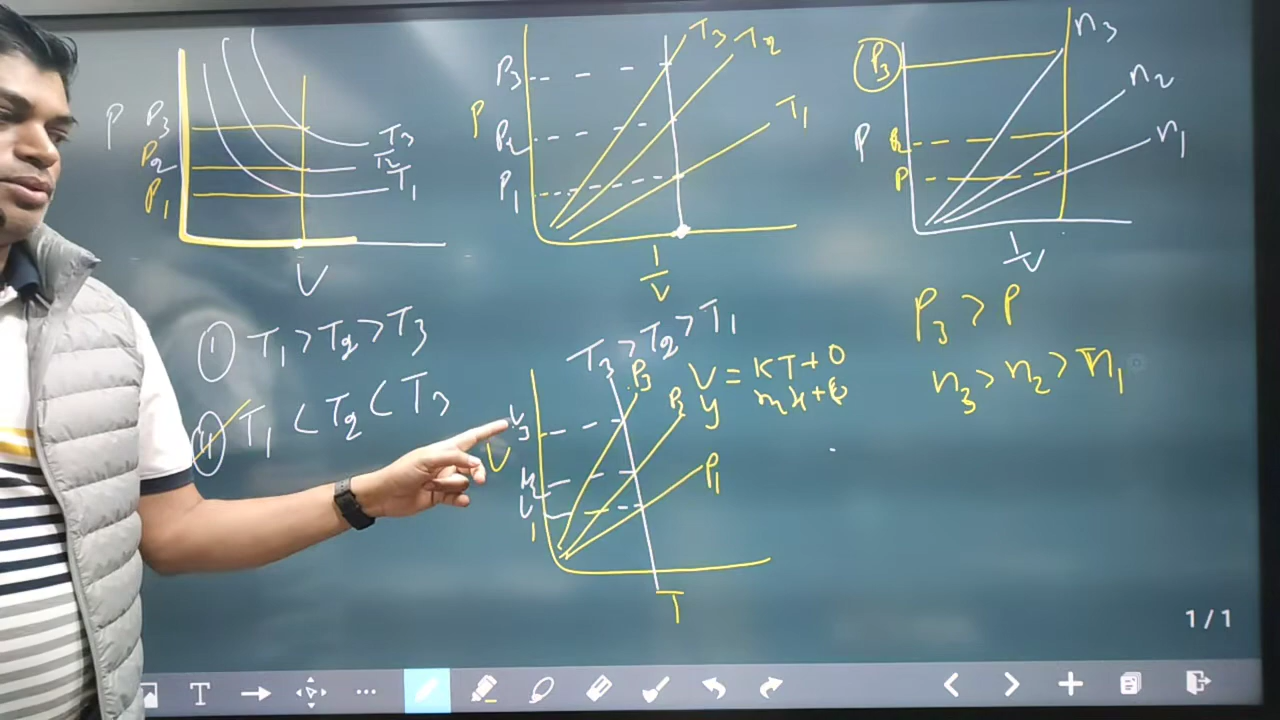 P
P3
P2
P1
T3
T2
T1
V
P3
P
P2
P1
T3
T2
T1
1/V
P3
P
P2
P
n3
n2
n1
1/V
① T1 > T2 > T3
② T1 < T2 < T3
T3 > T2 > T1
V = KT + 0
y mx +
V3
V
V2
V
1
P3
P2
P1
T
P3 > P
n3 > n2 > n1
1/1
T